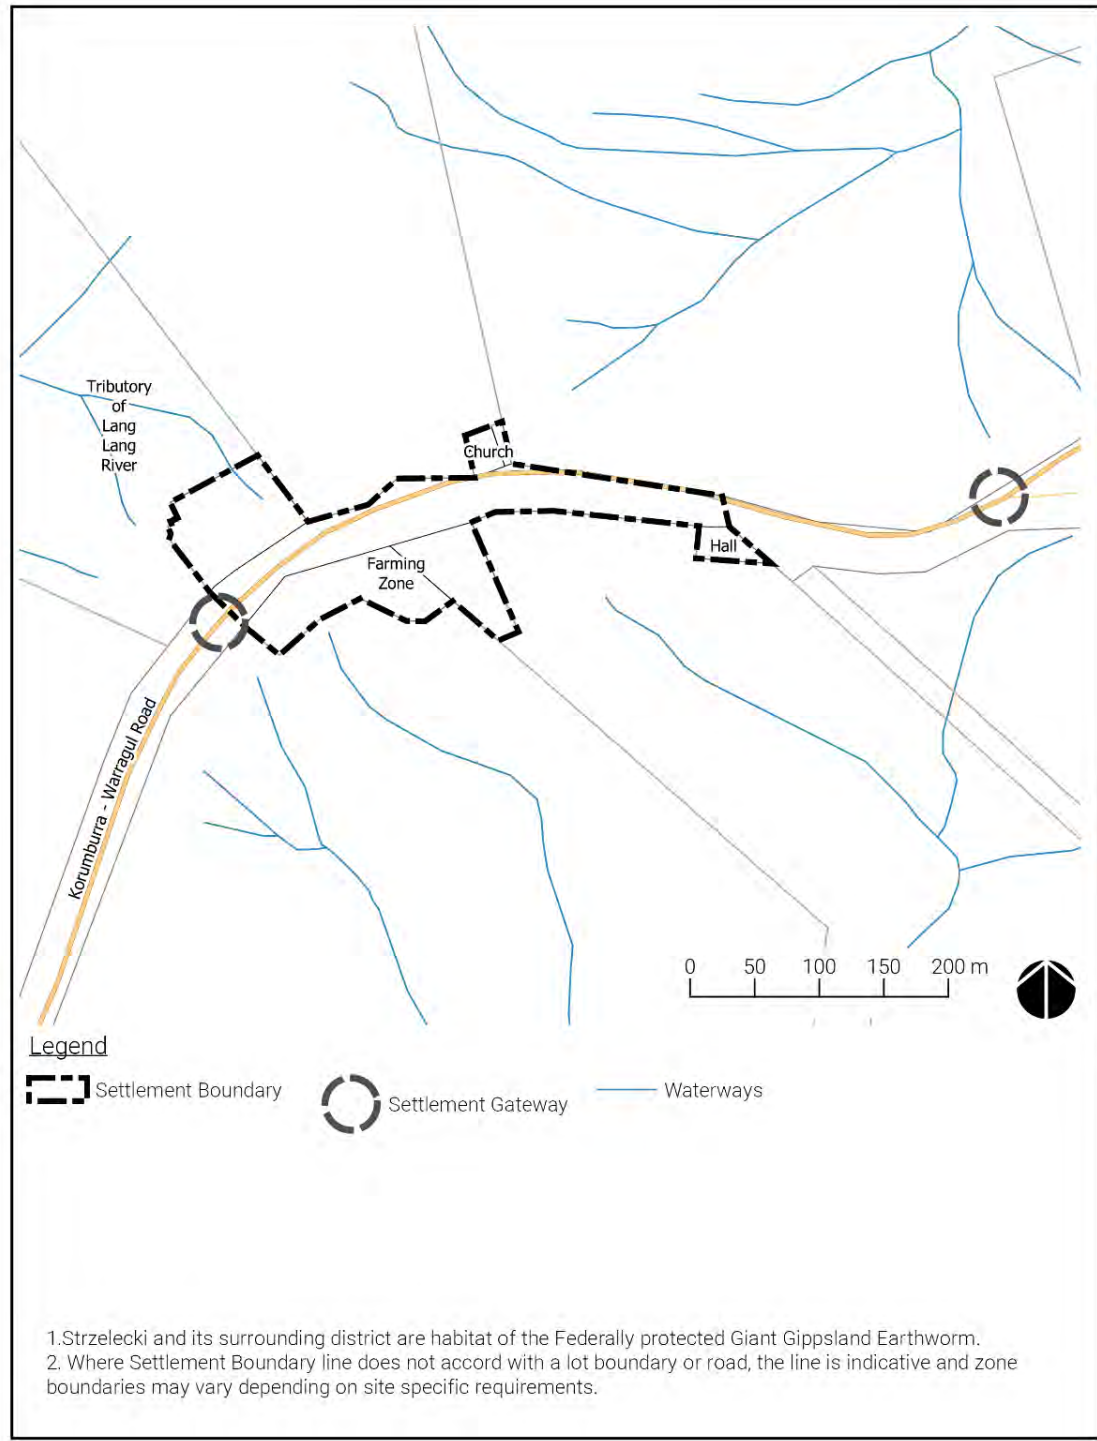 Tributory
of
Lang
Lang
River
Church
Farming
Zone
Hall
Korumburra - Warragul Road
0 50 100 150 200 m
Legend
Settlement Boundary
Settlement Gateway
Waterways
1.Strzelecki and its surrounding district are habitat of the Federally protected Giant Gippsland Earthworm.
2. Where Settlement Boundary line does not accord with a lot boundary or road, the line is indicative and zone
boundaries may vary depending on site specific requirements.